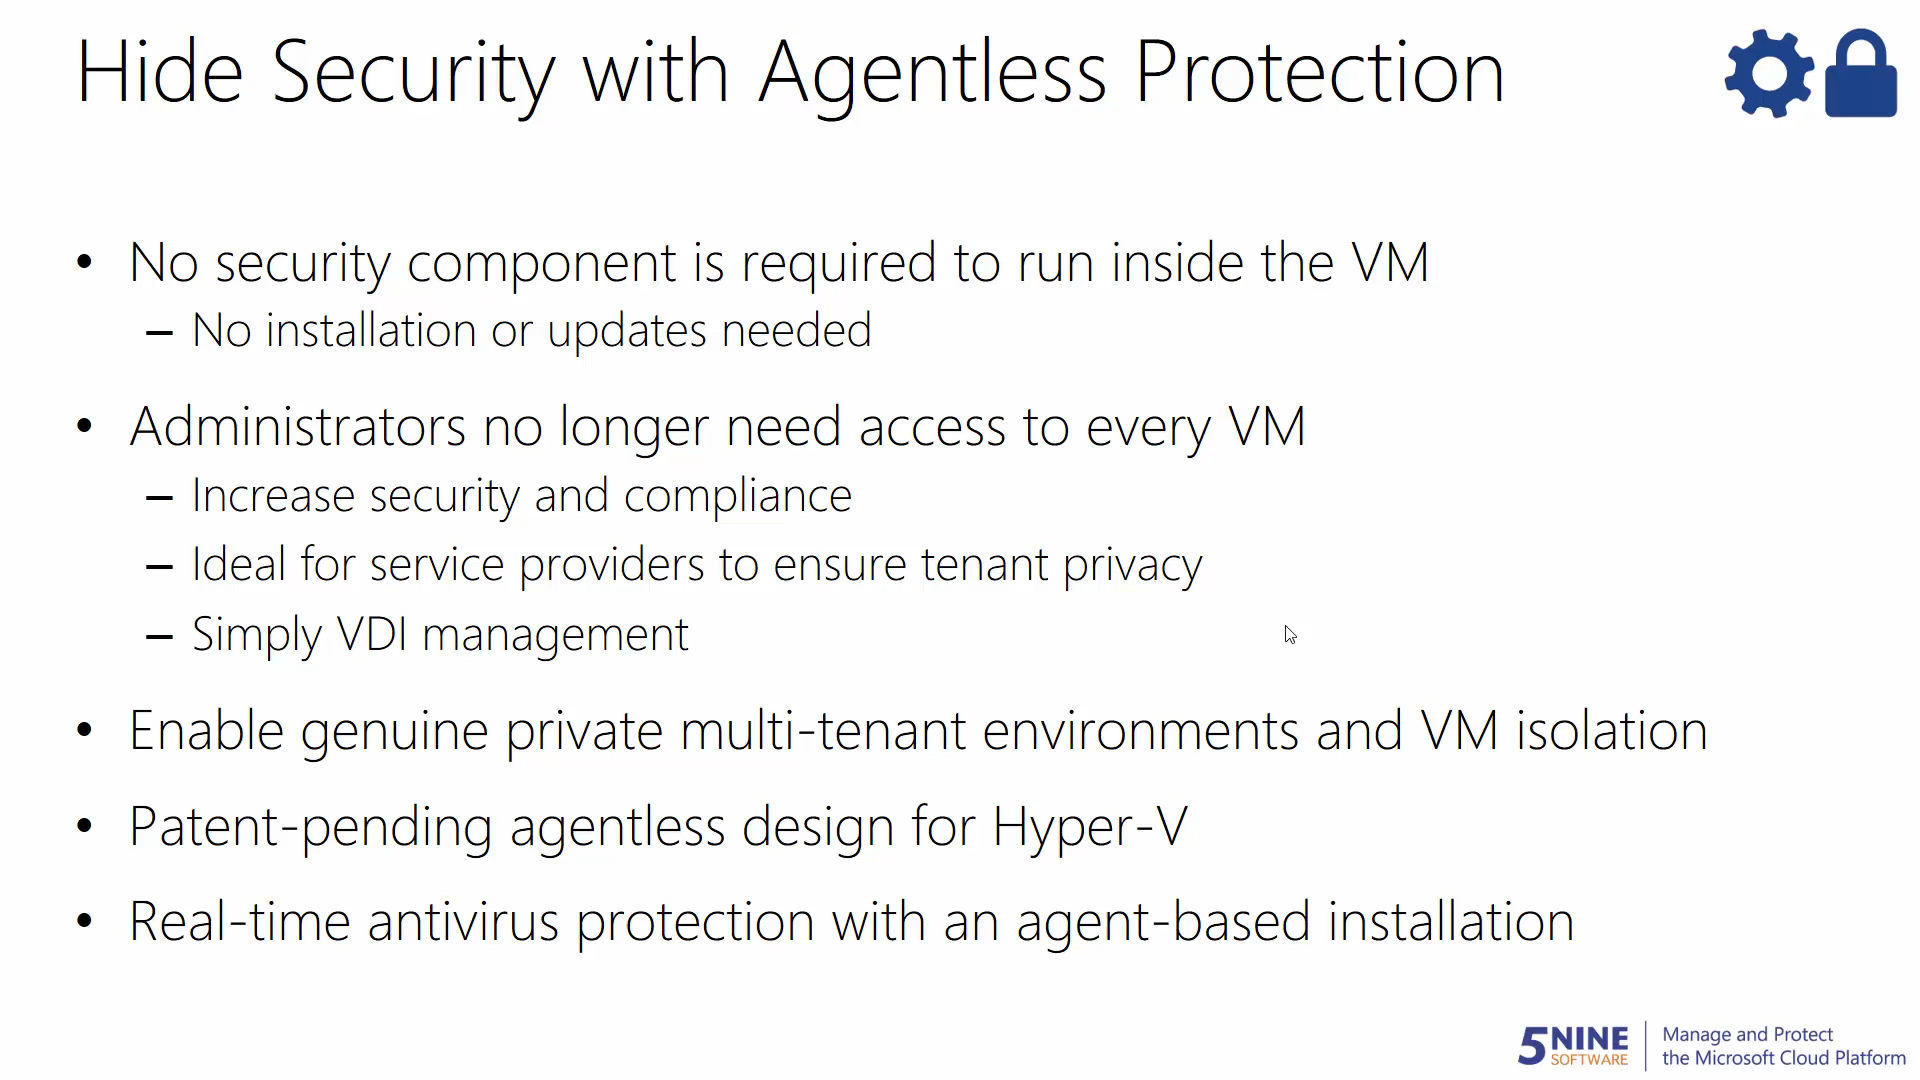 Hide Security with Agentless Protection
• No security component is required to run inside the VM
– No installation or updates needed
• Administrators no longer need access to every VM
– Increase security and compliance
– Ideal for service providers to ensure tenant privacy
– Simply VDI management
• Enable genuine private multi-tenant environments and VM isolation
• Patent-pending agentless design for Hyper-V
• Real-time antivirus protection with an agent-based installation
5NINE
SOFTWARE
Manage and Protect
the Microsoft Cloud Platform